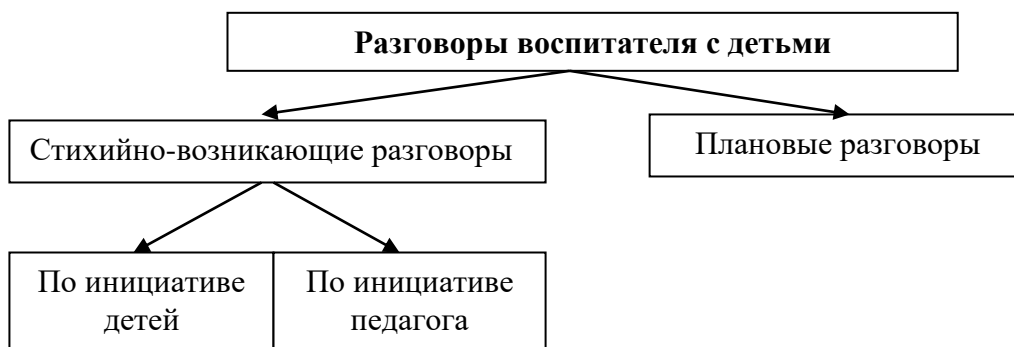 Разговоры воспитателя с детьми
Стихийно-возникающие разговоры
Плановые разговоры
По инициативе
детей
По инициативе
педагога